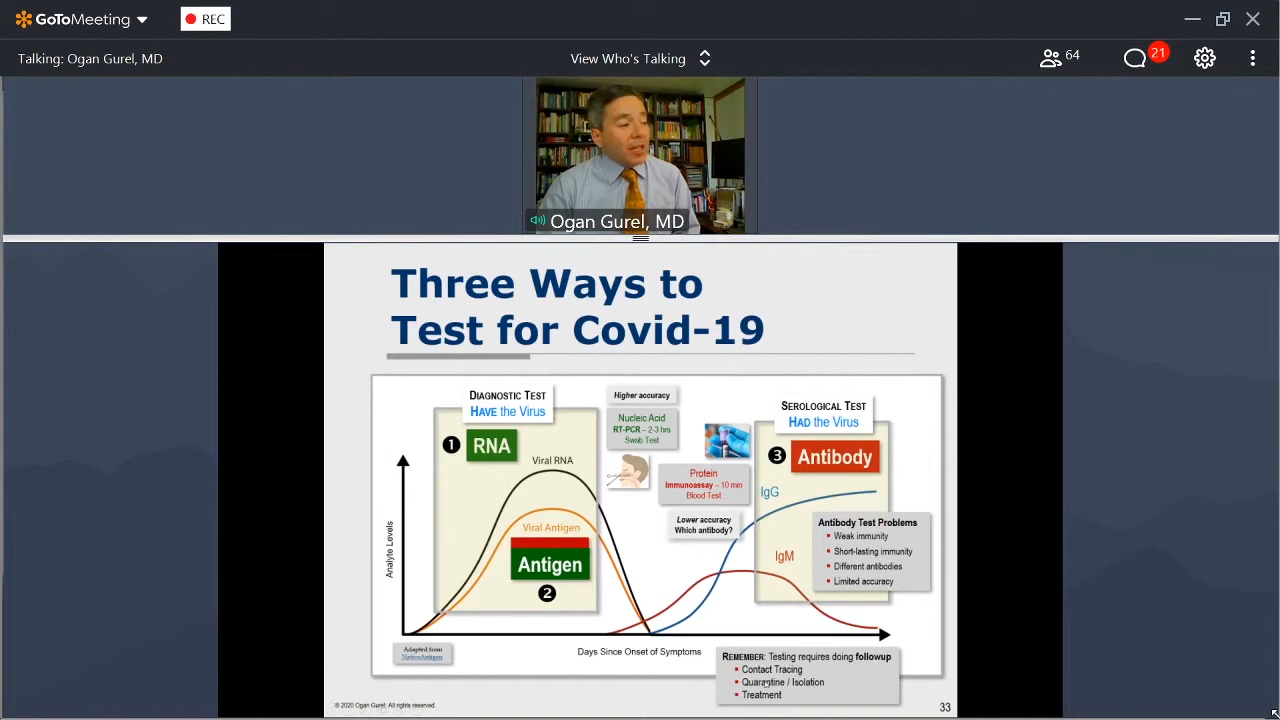 GoToMeeting
REC
Talking: Ogan Gurel, MD
View Who's Talking
64
21
Ogan Gurel, MD
Three Ways to
Test for Covid-19
DIAGNOSTIC TEST
HAVE the Virus
1 RNA
Viral RNA
Viral Antigen
Antigen
2
Higher accuracy
Nucleic Acid
RT-PCR – 2-3 hrs
Swab Test
Protein
Immunoassay – 10 min
Blood Test
Lower accuracy
Which antibody?
SEROLOGICAL TEST
HAD the Virus
3 Antibody
IgG
IgM
Antibody Test Problems
Weak immunity
Short-lasting immunity
Different antibodies
Limited accuracy
Analyte Levels
Days Since Onset of Symptoms
Adapted from
NativeAntigen
REMEMBER: Testing requires doing followup
Contact Tracing
Quarantine / Isolation
Treatment
© 2020 Ogan Gurel. All rights reserved.
33